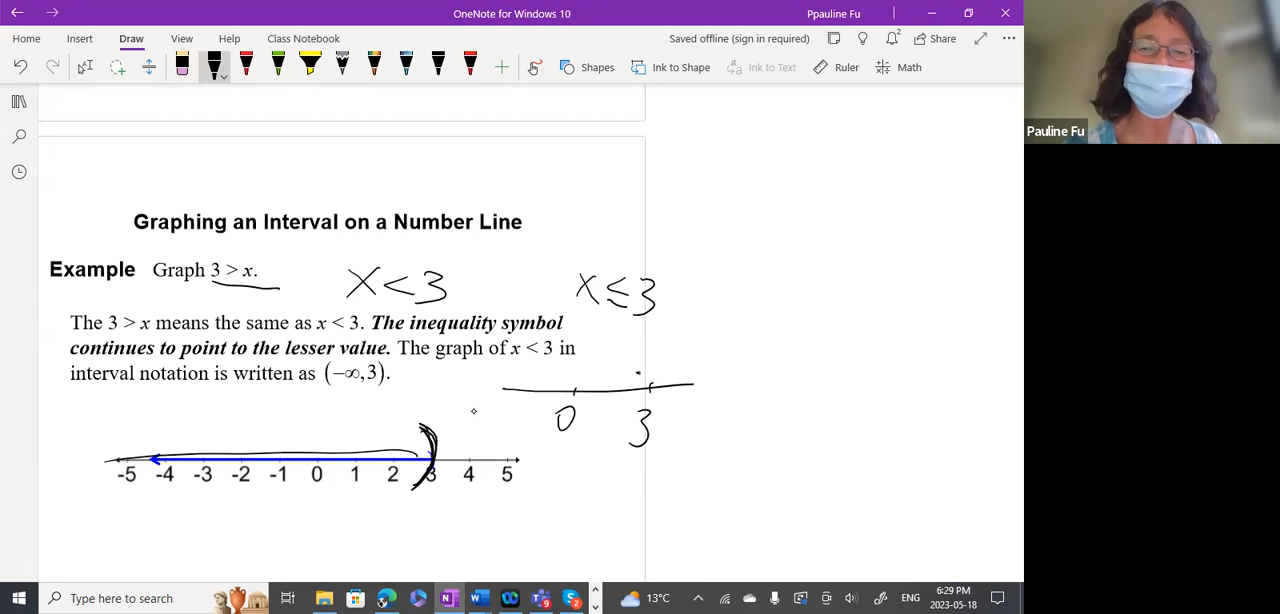 OneNote for Windows 10
Ppauline Fu
Home Insert Draw View Help Class Notebook
Saved offline (sign in required) Share
Shapes Ink to Shape Ink to Text Ruler Math
Pauline Fu
Graphing an Interval on a Number Line
Example Graph 3 > x.
x < 3
x ≤ 3
The 3 > x means the same as x < 3. The inequality symbol
continues to point to the lesser value. The graph of x < 3 in
interval notation is written as (−∞,3).
0 3
-5 -4 -3 -2 -1 0 1 2 3 4 5
Type here to search
13°C
ENG
6:29 PM
2023-05-18